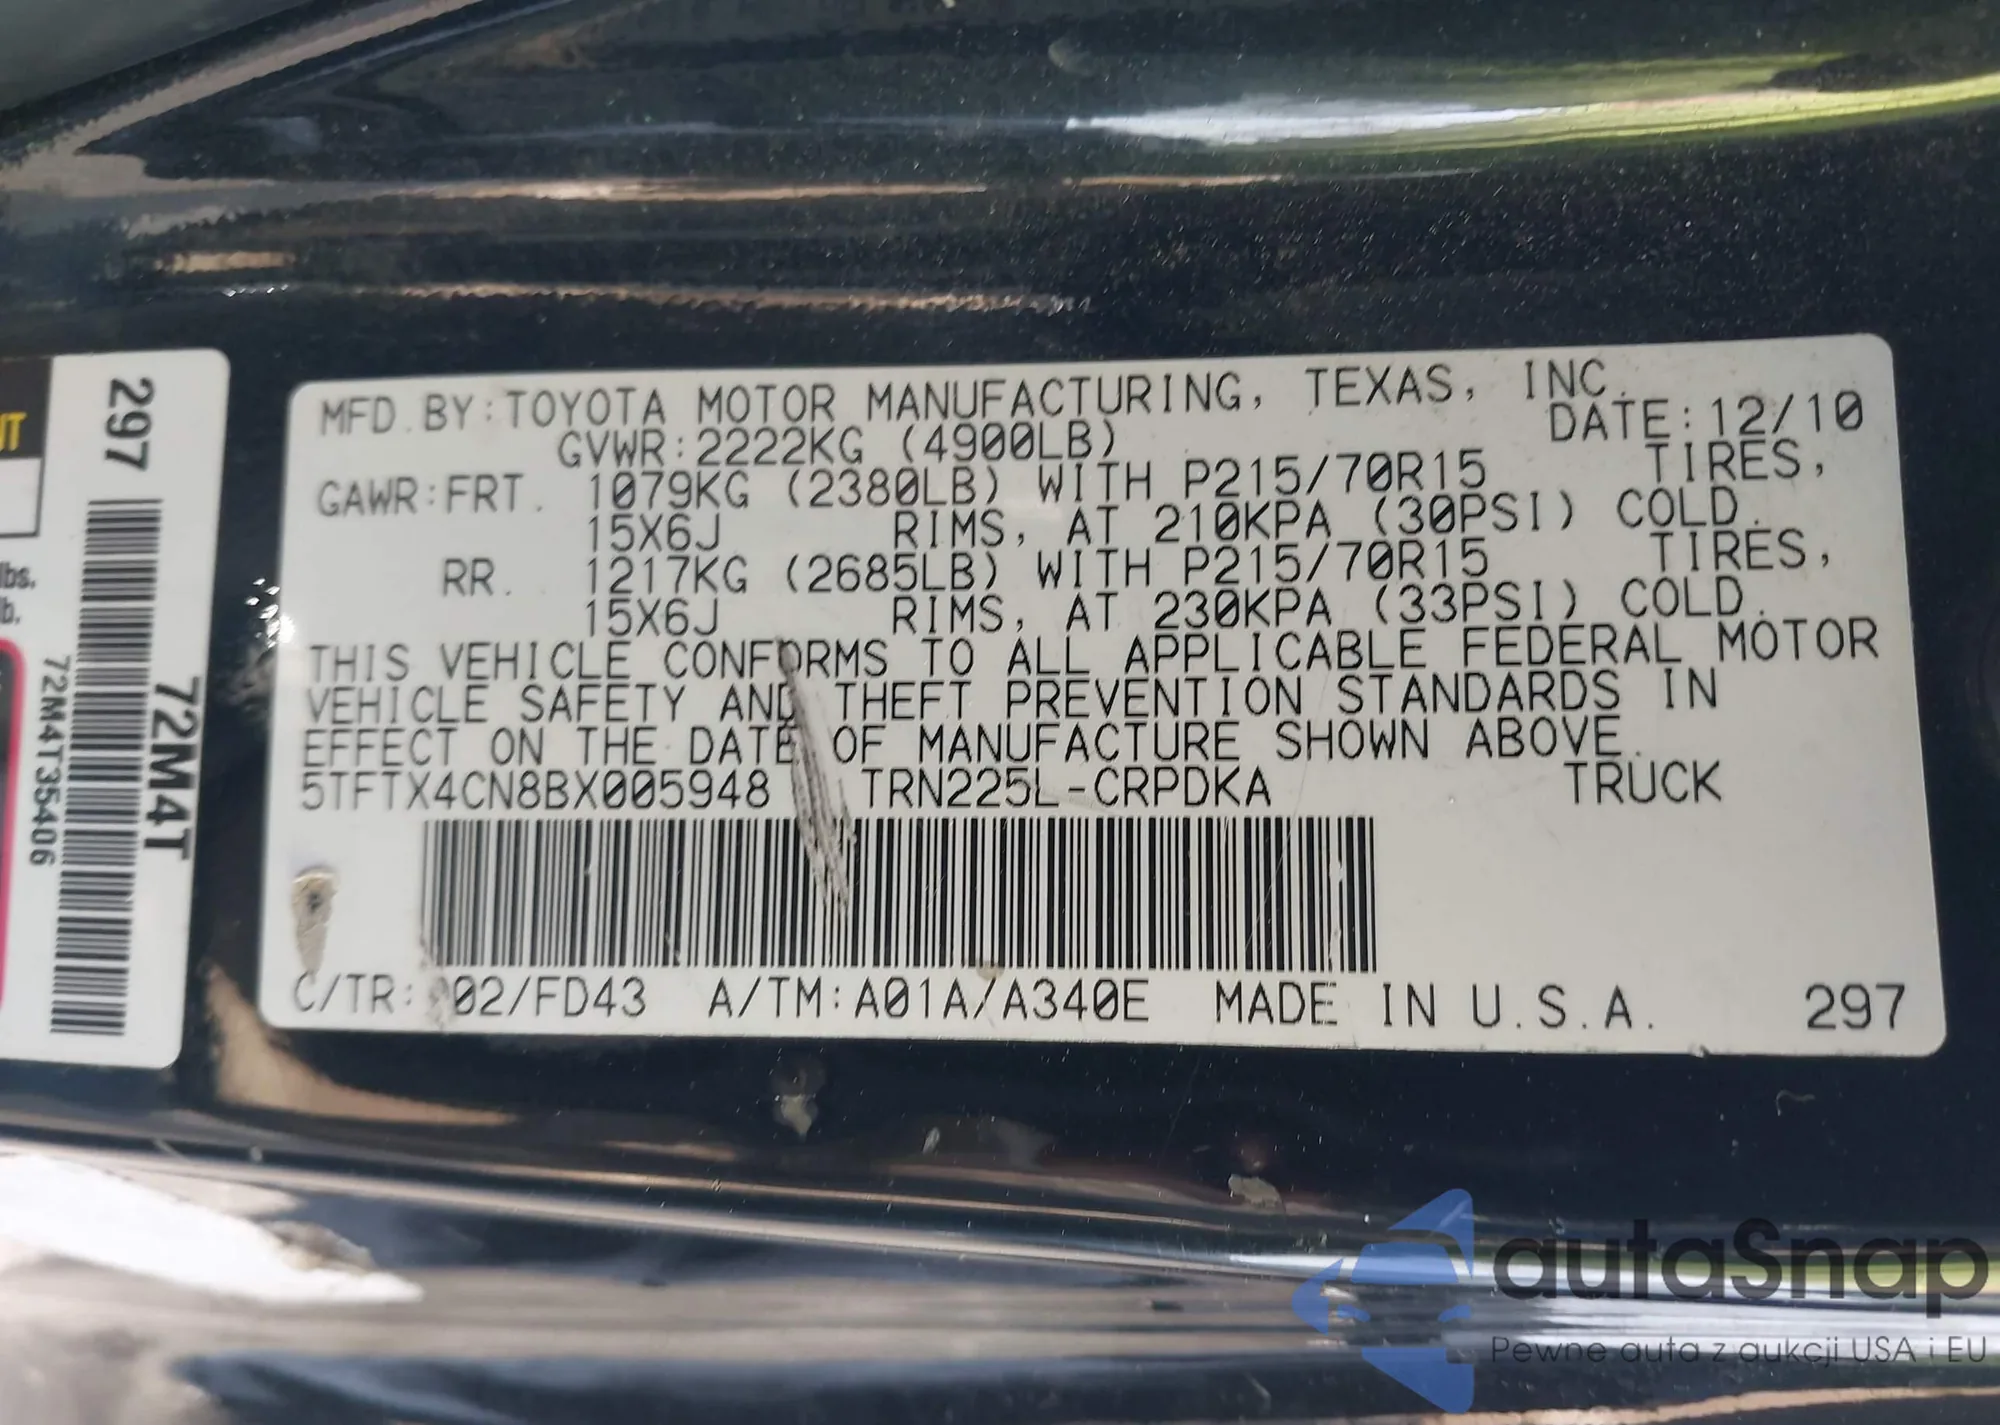 MFD.BY:TOYOTA MOTOR MANUFACTURING, TEXAS, INC.
GVWR:2222KG (4900LB) DATE:12/10
GAWR:FRT. 1079KG (2380LB) WITH P215/70R15 TIRES,
15X6J RIMS, AT 210KPA (30PSI) COLD.
RR. 1217KG (2685LB) WITH P215/70R15 TIRES,
15X6J RIMS, AT 230KPA (33PSI) COLD.
THIS VEHICLE CONFORMS TO ALL APPLICABLE FEDERAL MOTOR
VEHICLE SAFETY AND THEFT PREVENTION STANDARDS IN
EFFECT ON THE DATE OF MANUFACTURE SHOWN ABOVE.
5TFTX4CN8BX005948 TRN225L-CRPDKA TRUCK
C/TR: 02/FD43 A/TM:A01A/A340E MADE IN U.S.A. 297
297
72M4T
72M4T35406
lbs.
lb.
autaSnap
Pewne auta z aukcji USA i EU